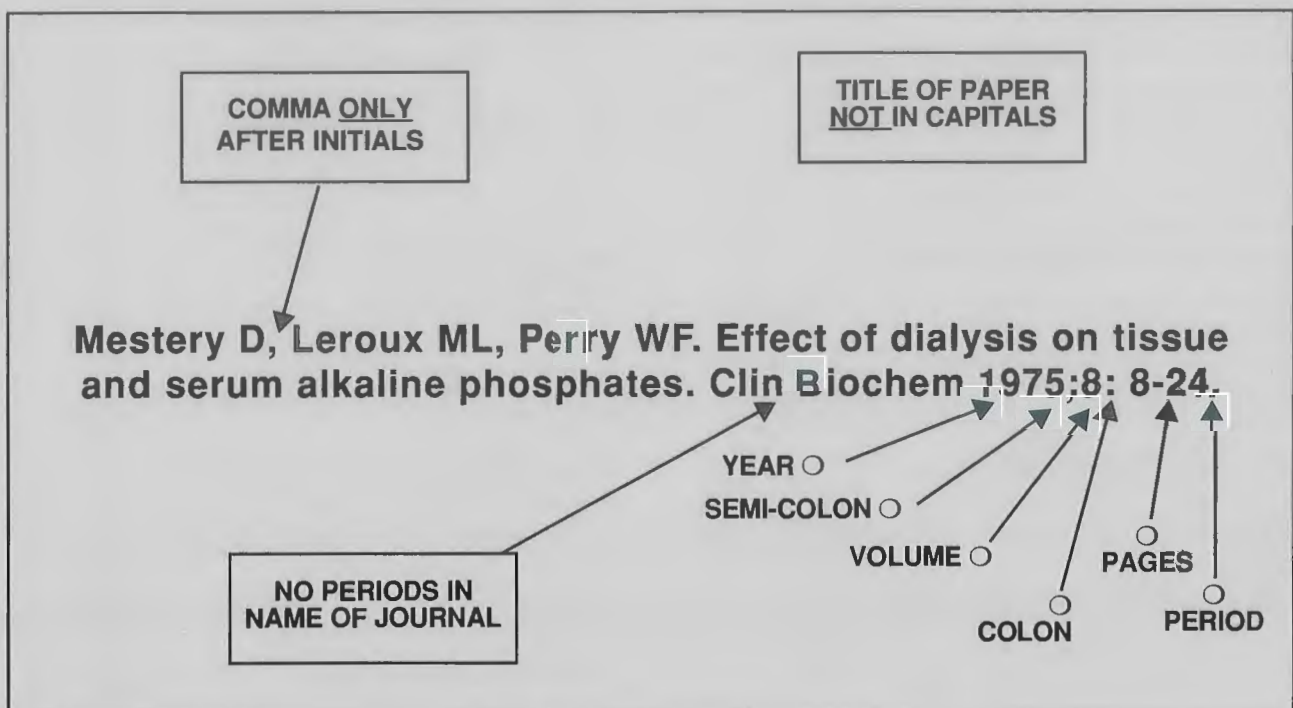 COMMA ONLY
AFTER INITIALS
TITLE OF PAPER
NOT IN CAPITALS
Mestery D, Leroux ML, Perry WF. Effect of dialysis on tissue
and serum alkaline phosphates. Clin Biochem 1975;8: 8-24.
YEAR
SEMI-COLON
VOLUME
COLON
PAGES
PERIOD
NO PERIODS IN
NAME OF JOURNAL